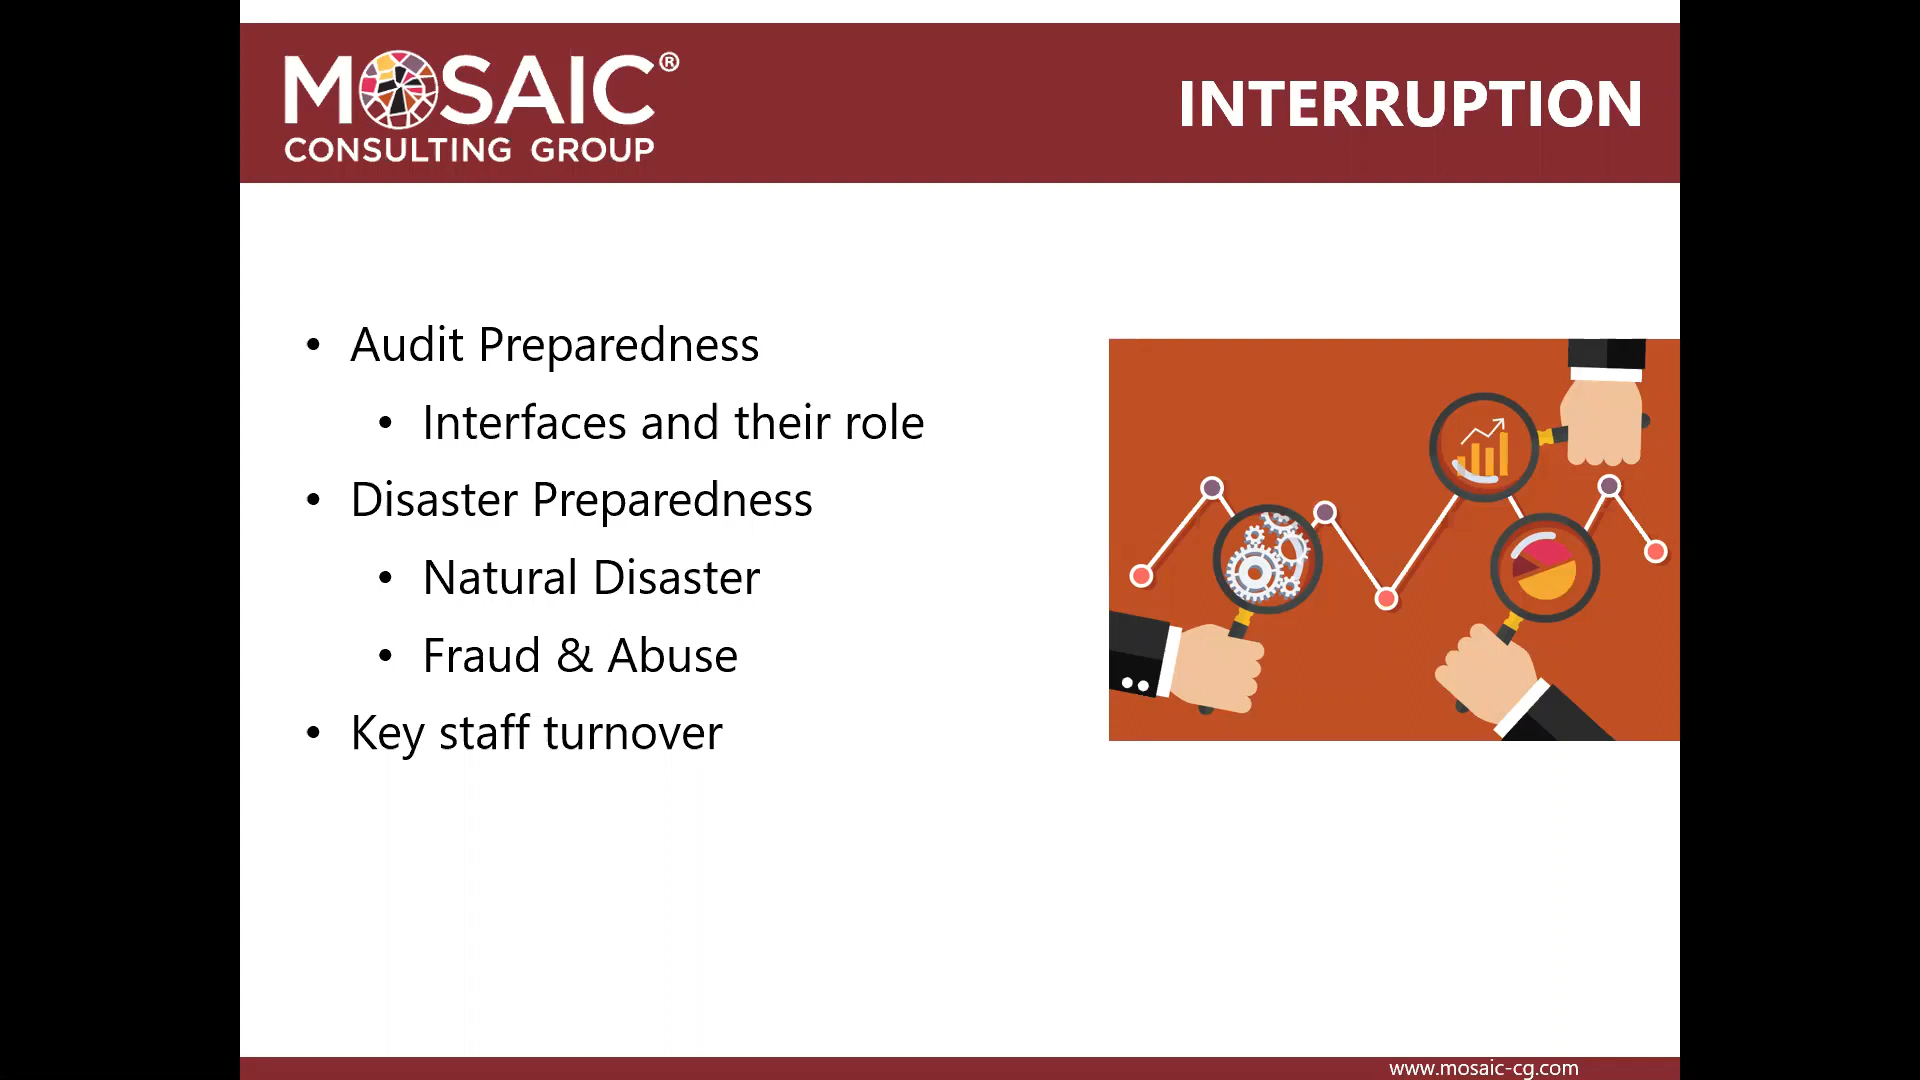 MOSAIC®
CONSULTING GROUP
INTERRUPTION
• Audit Preparedness
• Interfaces and their role
• Disaster Preparedness
• Natural Disaster
• Fraud & Abuse
• Key staff turnover
www.mosaic-cg.com